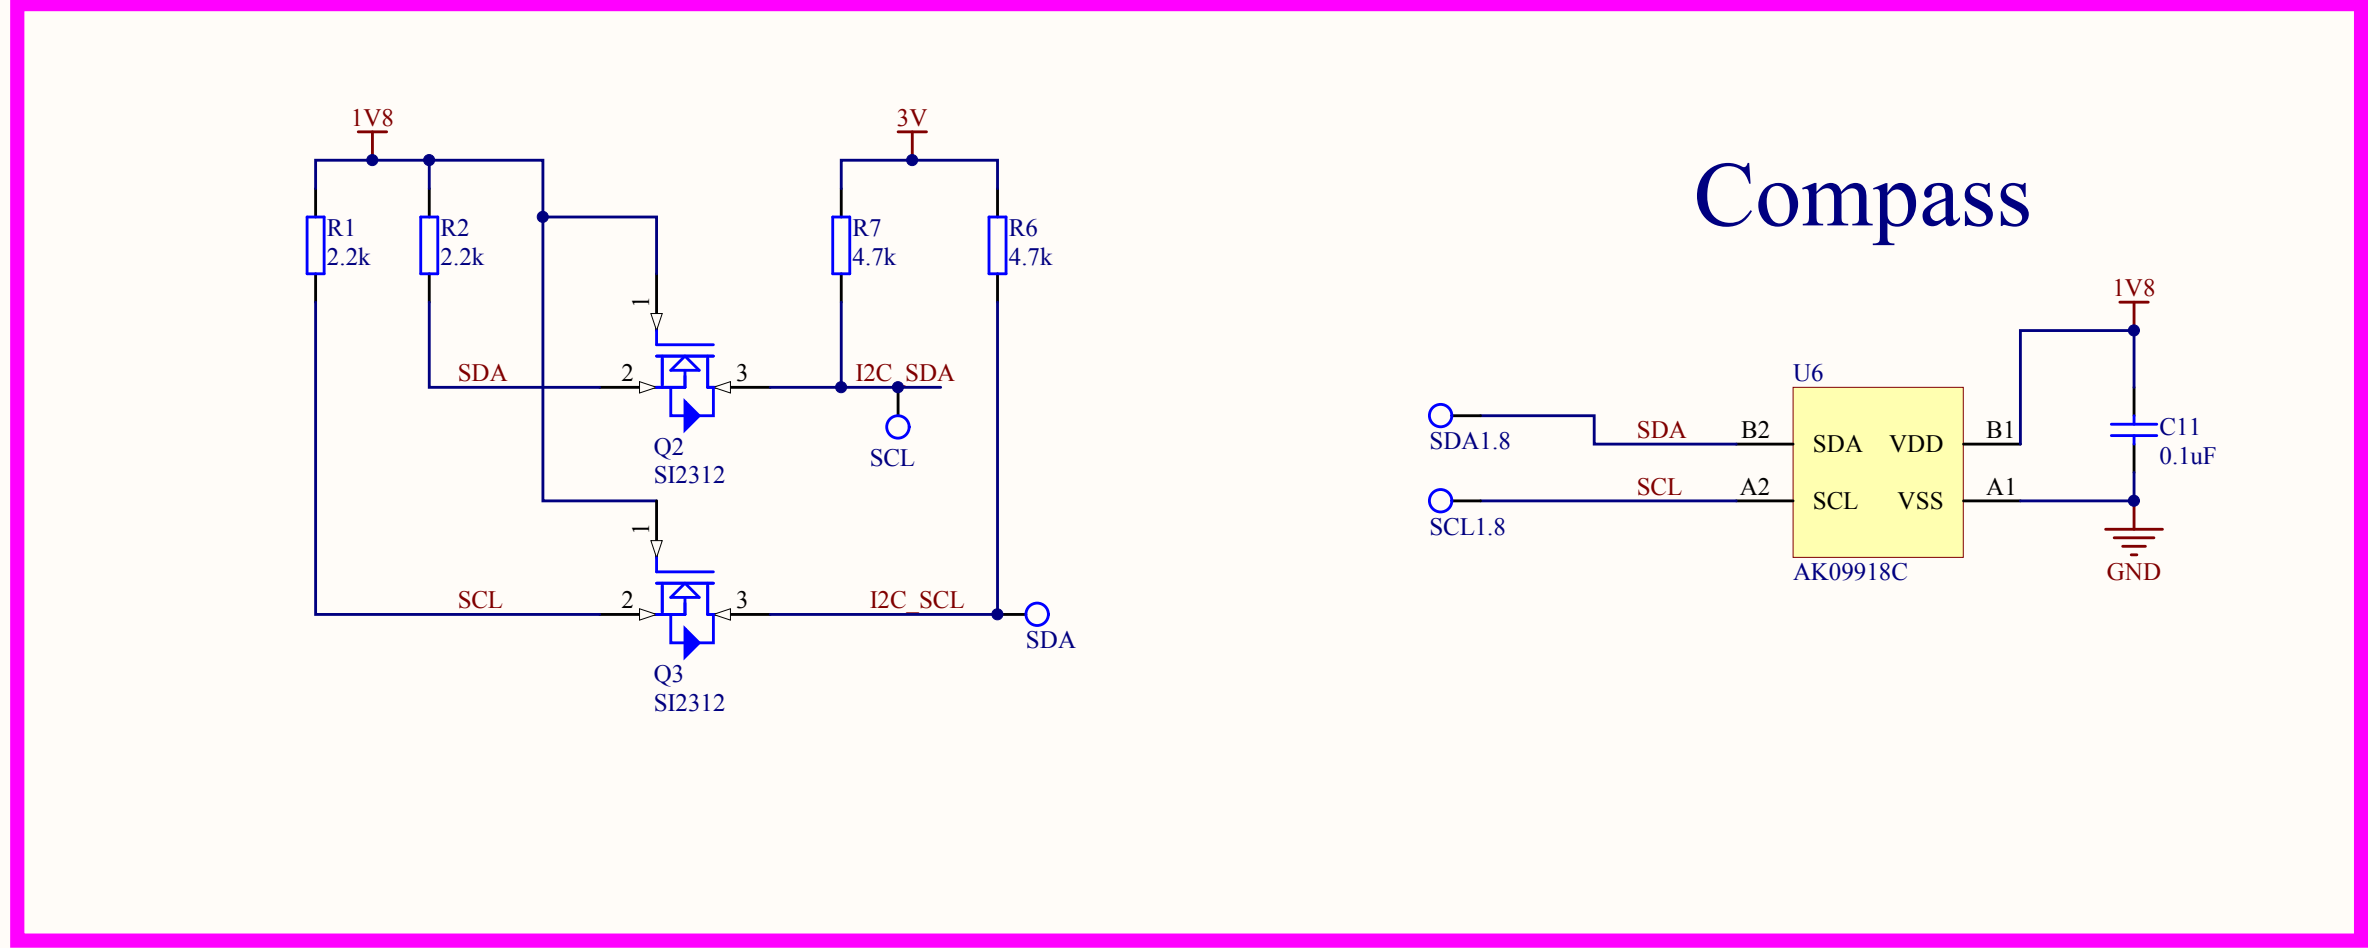 1V8
3V
R1
2.2k
R2
2.2k
R7
4.7k
R6
4.7k
1
SDA
2
3
I2C_SDA
Q2
SI2312
SCL
1
SCL
2
3
I2C_SCL
SDA
Q3
SI2312
Compass
1V8
U6
SDA1.8
SDA
B2
SDA
VDD
B1
C11
0.1uF
SCL1.8
SCL
A2
SCL
VSS
A1
AK09918C
GND